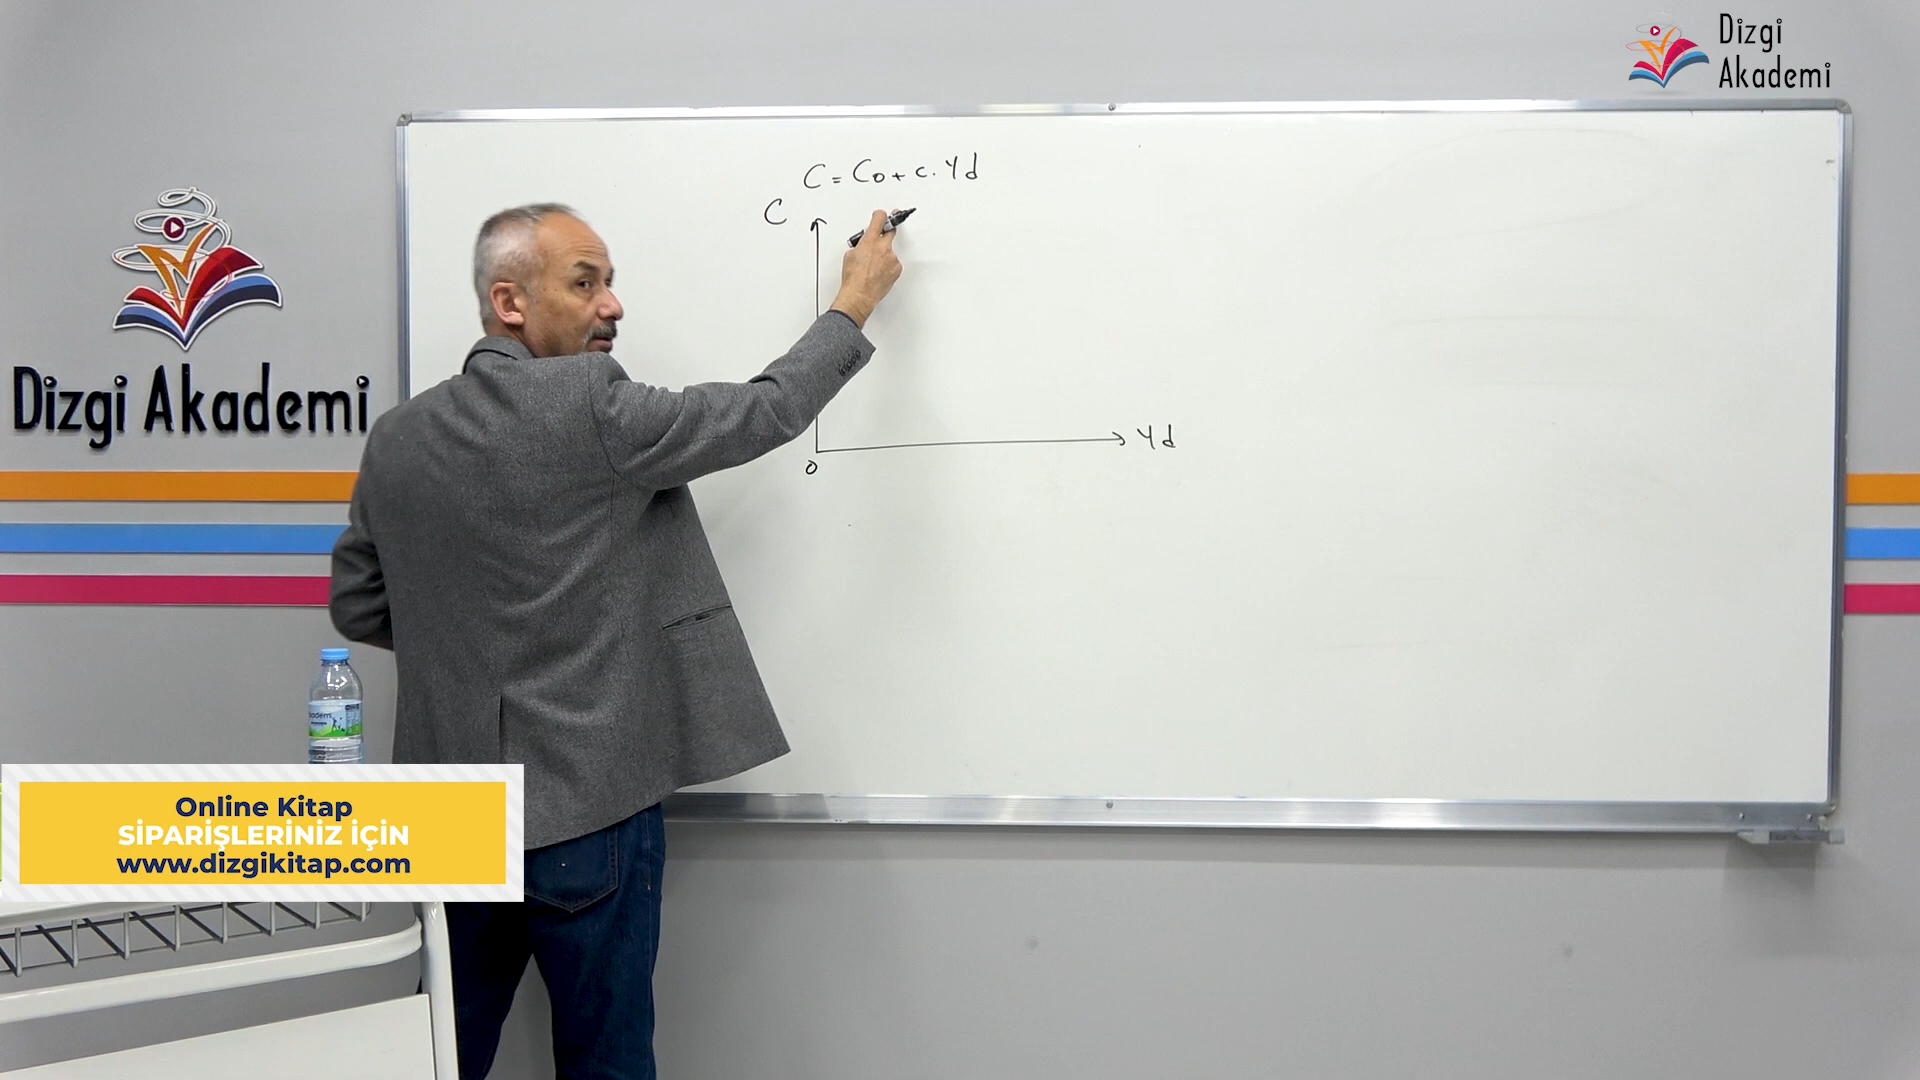 Dizgi
Akademi
C = Co + c. Yd
C
Yd
0
Dizgi Akademi
Online Kitap
SİPARİŞLERİNİZ İÇİN
www.dizgikitap.com